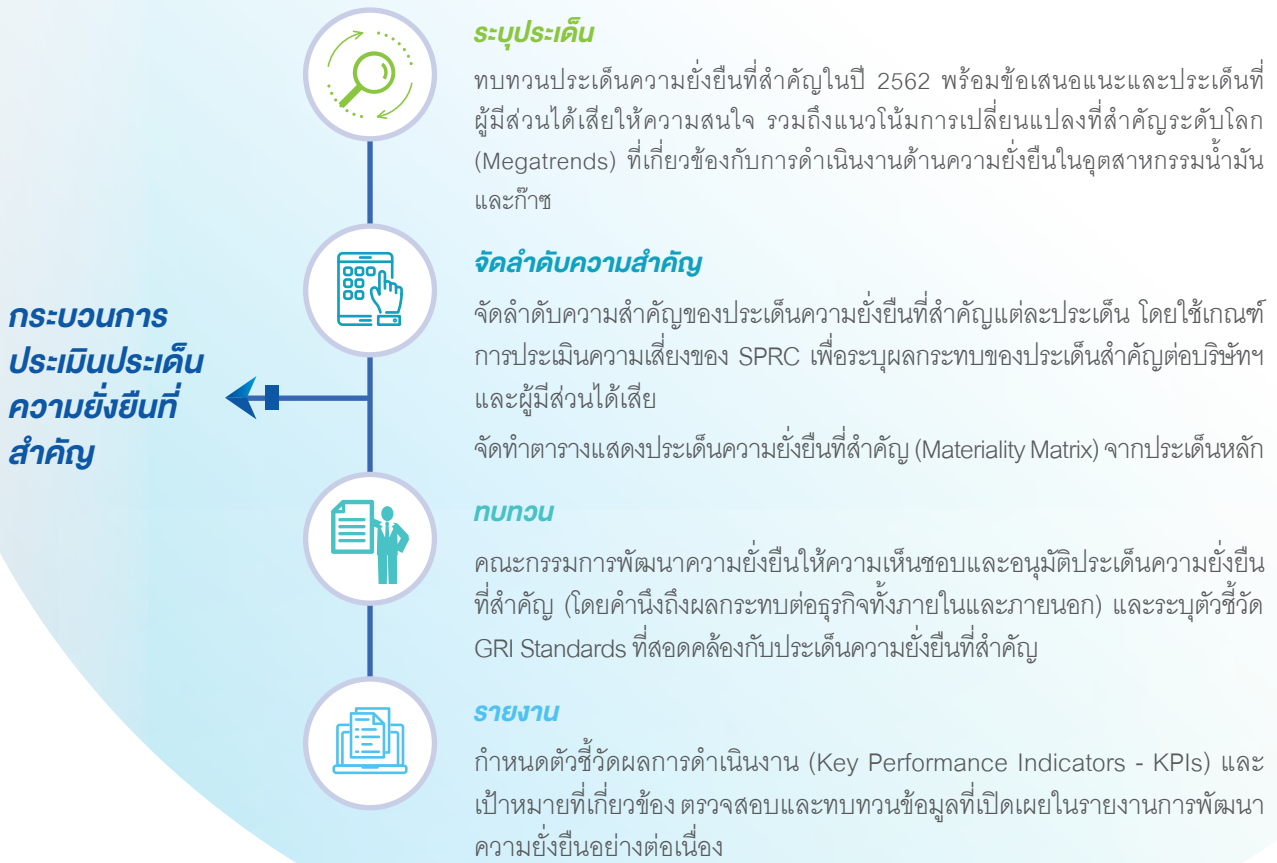 กระบวนการ
ประเมินประเด็น
ความยั่งยืนที่
สำคัญ
ระบุประเด็น
ทบทวนประเด็นความยั่งยืนที่สำคัญในปี 2562 พร้อมข้อเสนอแนะและประเด็นที่
ผู้มีส่วนได้เสียให้ความสนใจ รวมถึงแนวโน้มการเปลี่ยนแปลงที่สำคัญระดับโลก
(Megatrends) ที่เกี่ยวข้องกับการดำเนินงานด้านความยั่งยืนในอุตสาหกรรมน้ำมัน
และก๊าซ
จัดลำดับความสำคัญ
จัดลำดับความสำคัญของประเด็นความยั่งยืนที่สำคัญแต่ละประเด็น โดยใช้เกณฑ์
การประเมินความเสี่ยงของ SPRC เพื่อระบุผลกระทบของประเด็นสำคัญต่อบริษัทฯ
และผู้มีส่วนได้เสีย
จัดทำตารางแสดงประเด็นความยั่งยืนที่สำคัญ (Materiality Matrix) จากประเด็นหลัก
ทบทวน
คณะกรรมการพัฒนาความยั่งยืนให้ความเห็นชอบและอนุมัติประเด็นความยั่งยืน
ที่สำคัญ (โดยคำนึงถึงผลกระทบต่อธุรกิจทั้งภายในและภายนอก) และระบุตัวชี้วัด
GRI Standards ที่สอดคล้องกับประเด็นความยั่งยืนที่สำคัญ
รายงาน
กำหนดตัวชี้วัดผลการดำเนินงาน (Key Performance Indicators - KPIs) และ
เป้าหมายที่เกี่ยวข้อง ตรวจสอบและทบทวนข้อมูลที่เปิดเผยในรายงานการพัฒนา
ความยั่งยืนอย่างต่อเนื่อง